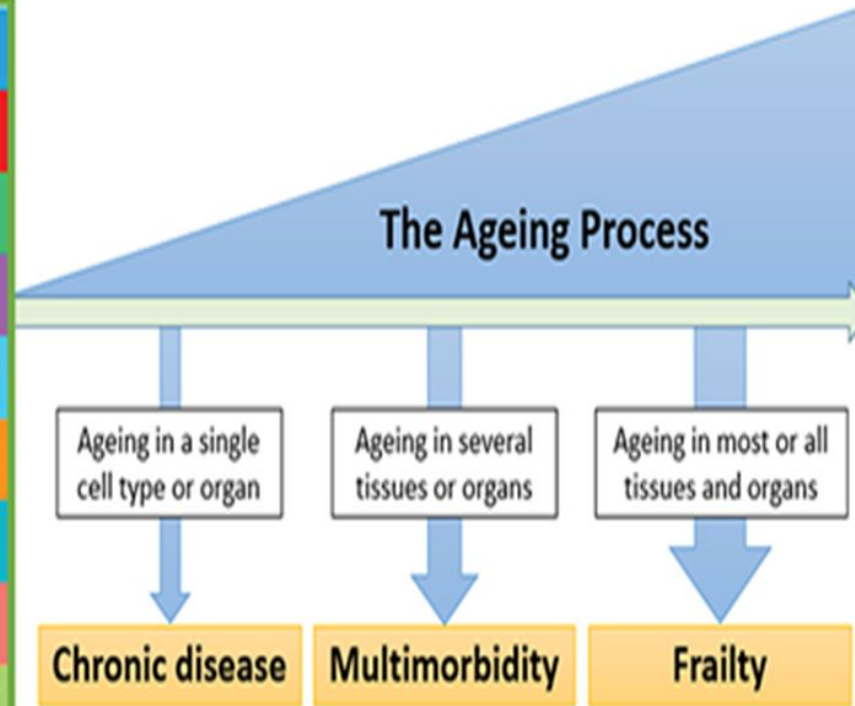 The Ageing Process
Ageing in a single
cell type or organ
Ageing in several
tissues or organs
Ageing in most or all
tissues and organs
Chronic disease
Multimorbidity
Frailty